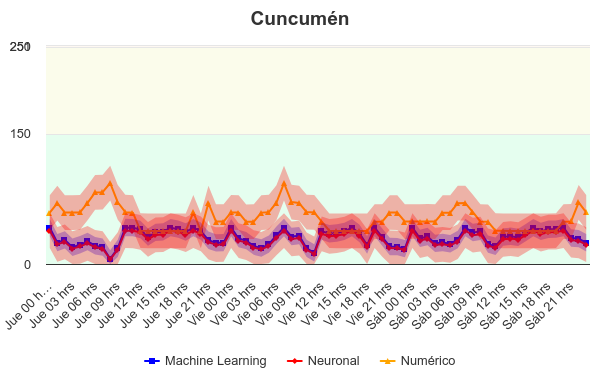 Cuncumén
250
150
0
Jue 00 h...
Jue 03 hrs
Jue 06 hrs
Jue 09 hrs
Jue 12 hrs
Jue 15 hrs
Jue 18 hrs
Jue 21 hrs
Vie 00 hrs
Vie 03 hrs
Vie 06 hrs
Vie 09 hrs
Vie 12 hrs
Vie 15 hrs
Vie 18 hrs
Vie 21 hrs
Sáb 00 hrs
Sáb 03 hrs
Sáb 06 hrs
Sáb 09 hrs
Sáb 12 hrs
Sáb 15 hrs
Sáb 18 hrs
Sáb 21 hrs
Machine Learning Neuronal Numérico